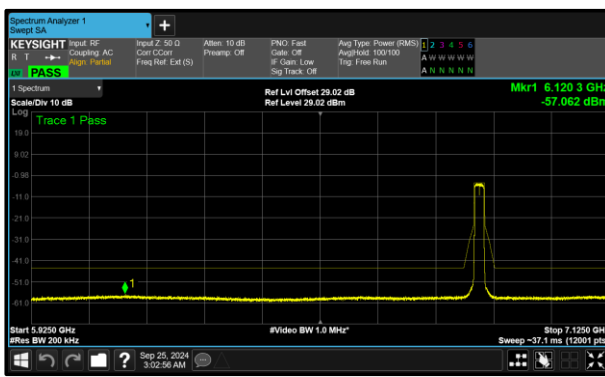 Spectrum Analyzer 1
Swept SA
+
KEYSIGHT Input: RF Input Z: 50 Ω Atten: 10 dB PNO: Fast Avg Type: Power (RMS) 1 2 3 4 5 6
R T Coupling: AC Corr CCorr Preamp: Off Gate: Off Avg|Hold: 100/100 A W W W W W
Align: Partial Freq Ref: Ext (S) IF Gain: Low Trig: Free Run
LXI PASS Sig Track: Off A N N N N N
1 Spectrum Ref Lvl Offset 29.02 dB Mkr1 6.120 3 GHz
Scale/Div 10 dB Ref Level 29.02 dBm -57.062 dBm
Log
Trace 1 Pass
19.0
9.02
-0.98
-11.0
-21.0
-31.0
-41.0
-51.0
1
-61.0
Start 5.9250 GHz #Video BW 1.0 MHz* Stop 7.1250 GHz
#Res BW 200 kHz Sweep ~37.1 ms (12001 pts)
? Sep 25, 2024
3:02:56 AM